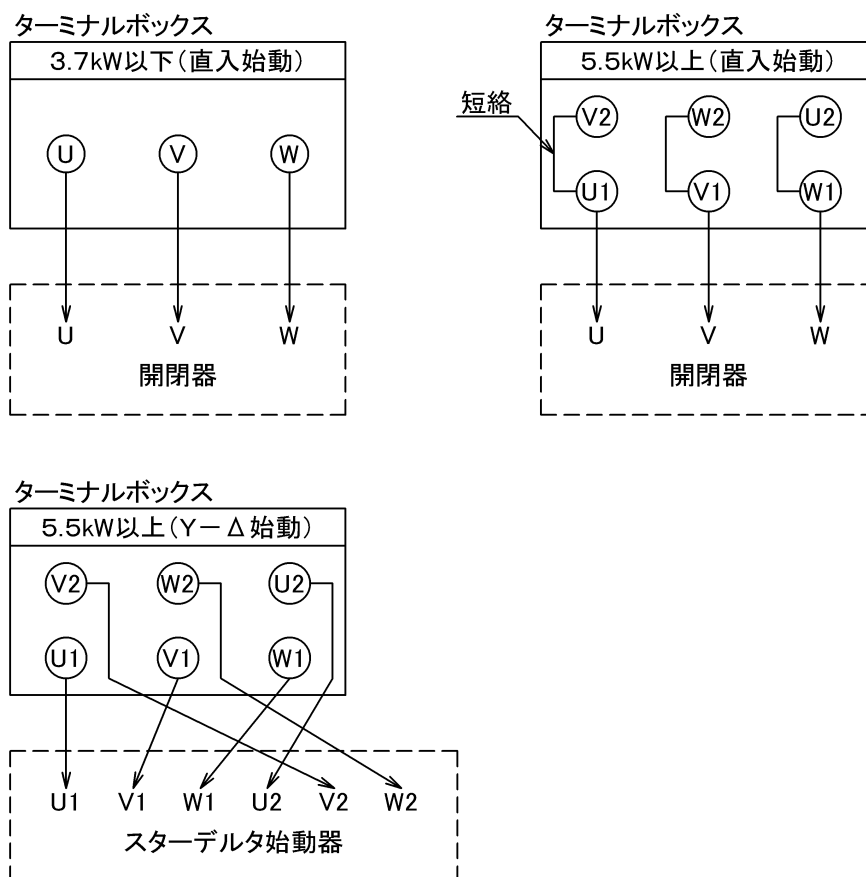 ターミナルボックス
3.7kW以下(直入始動)
U V W
U V W
開閉器
ターミナルボックス
5.5kW以上(直入始動)
短絡
V2 W2 U2
U1 V1 W1
U V W
開閉器
ターミナルボックス
5.5kW以上(Y-Δ始動)
V2 W2 U2
U1 V1 W1
U1 V1 W1 U2 V2 W2
スターデルタ始動器